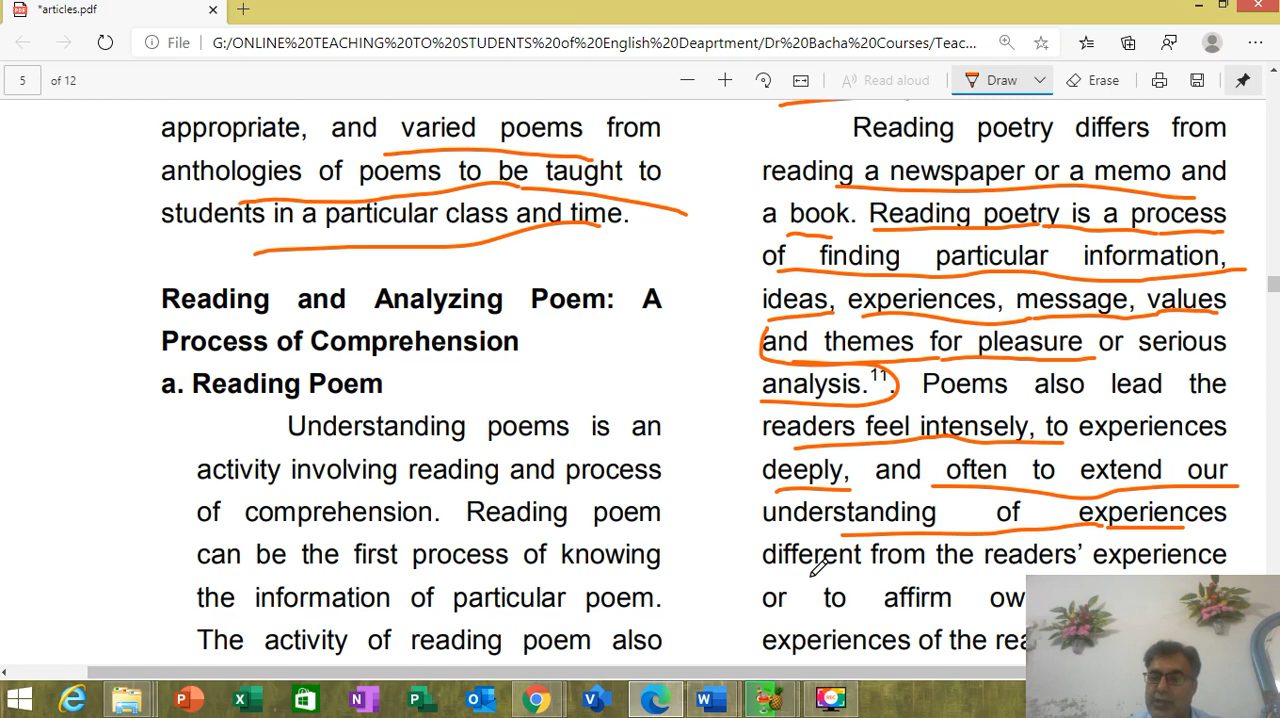 *articles.pdf
File
G:/ONLINE%20TEACHING%20TO%20STUDENTS%20of%20English%20Deaprtment/Dr%20Bacha%20Courses/Teac...
5 of 12
Read aloud
Draw
Erase
appropriate, and varied poems from
anthologies of poems to be taught to
students in a particular class and time.
Reading and Analyzing Poem: A
Process of Comprehension
a. Reading Poem
Understanding poems is an
activity involving reading and process
of comprehension. Reading poem
can be the first process of knowing
the information of particular poem.
The activity of reading poem also
Reading poetry differs from
reading a newspaper or a memo and
a book. Reading poetry is a process
of finding particular information,
ideas, experiences, message, values
and themes for pleasure or serious
analysis.11. Poems also lead the
readers feel intensely, to experiences
deeply, and often to extend our
understanding of experiences
different from the readers’ experience
or to affirm
experiences of the